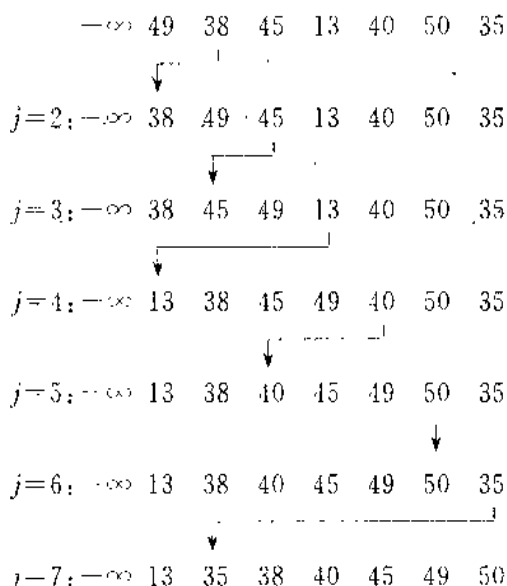 −∞ 49 38 45 13 40 50 35
j=2: −∞ 38 49 45 13 40 50 35
j=3: −∞ 38 45 49 13 40 50 35
j=4: −∞ 13 38 45 49 40 50 35
j=5: −∞ 13 38 40 45 49 50 35
j=6: −∞ 13 38 40 45 49 50 35
j=7: −∞ 13 35 38 40 45 49 50